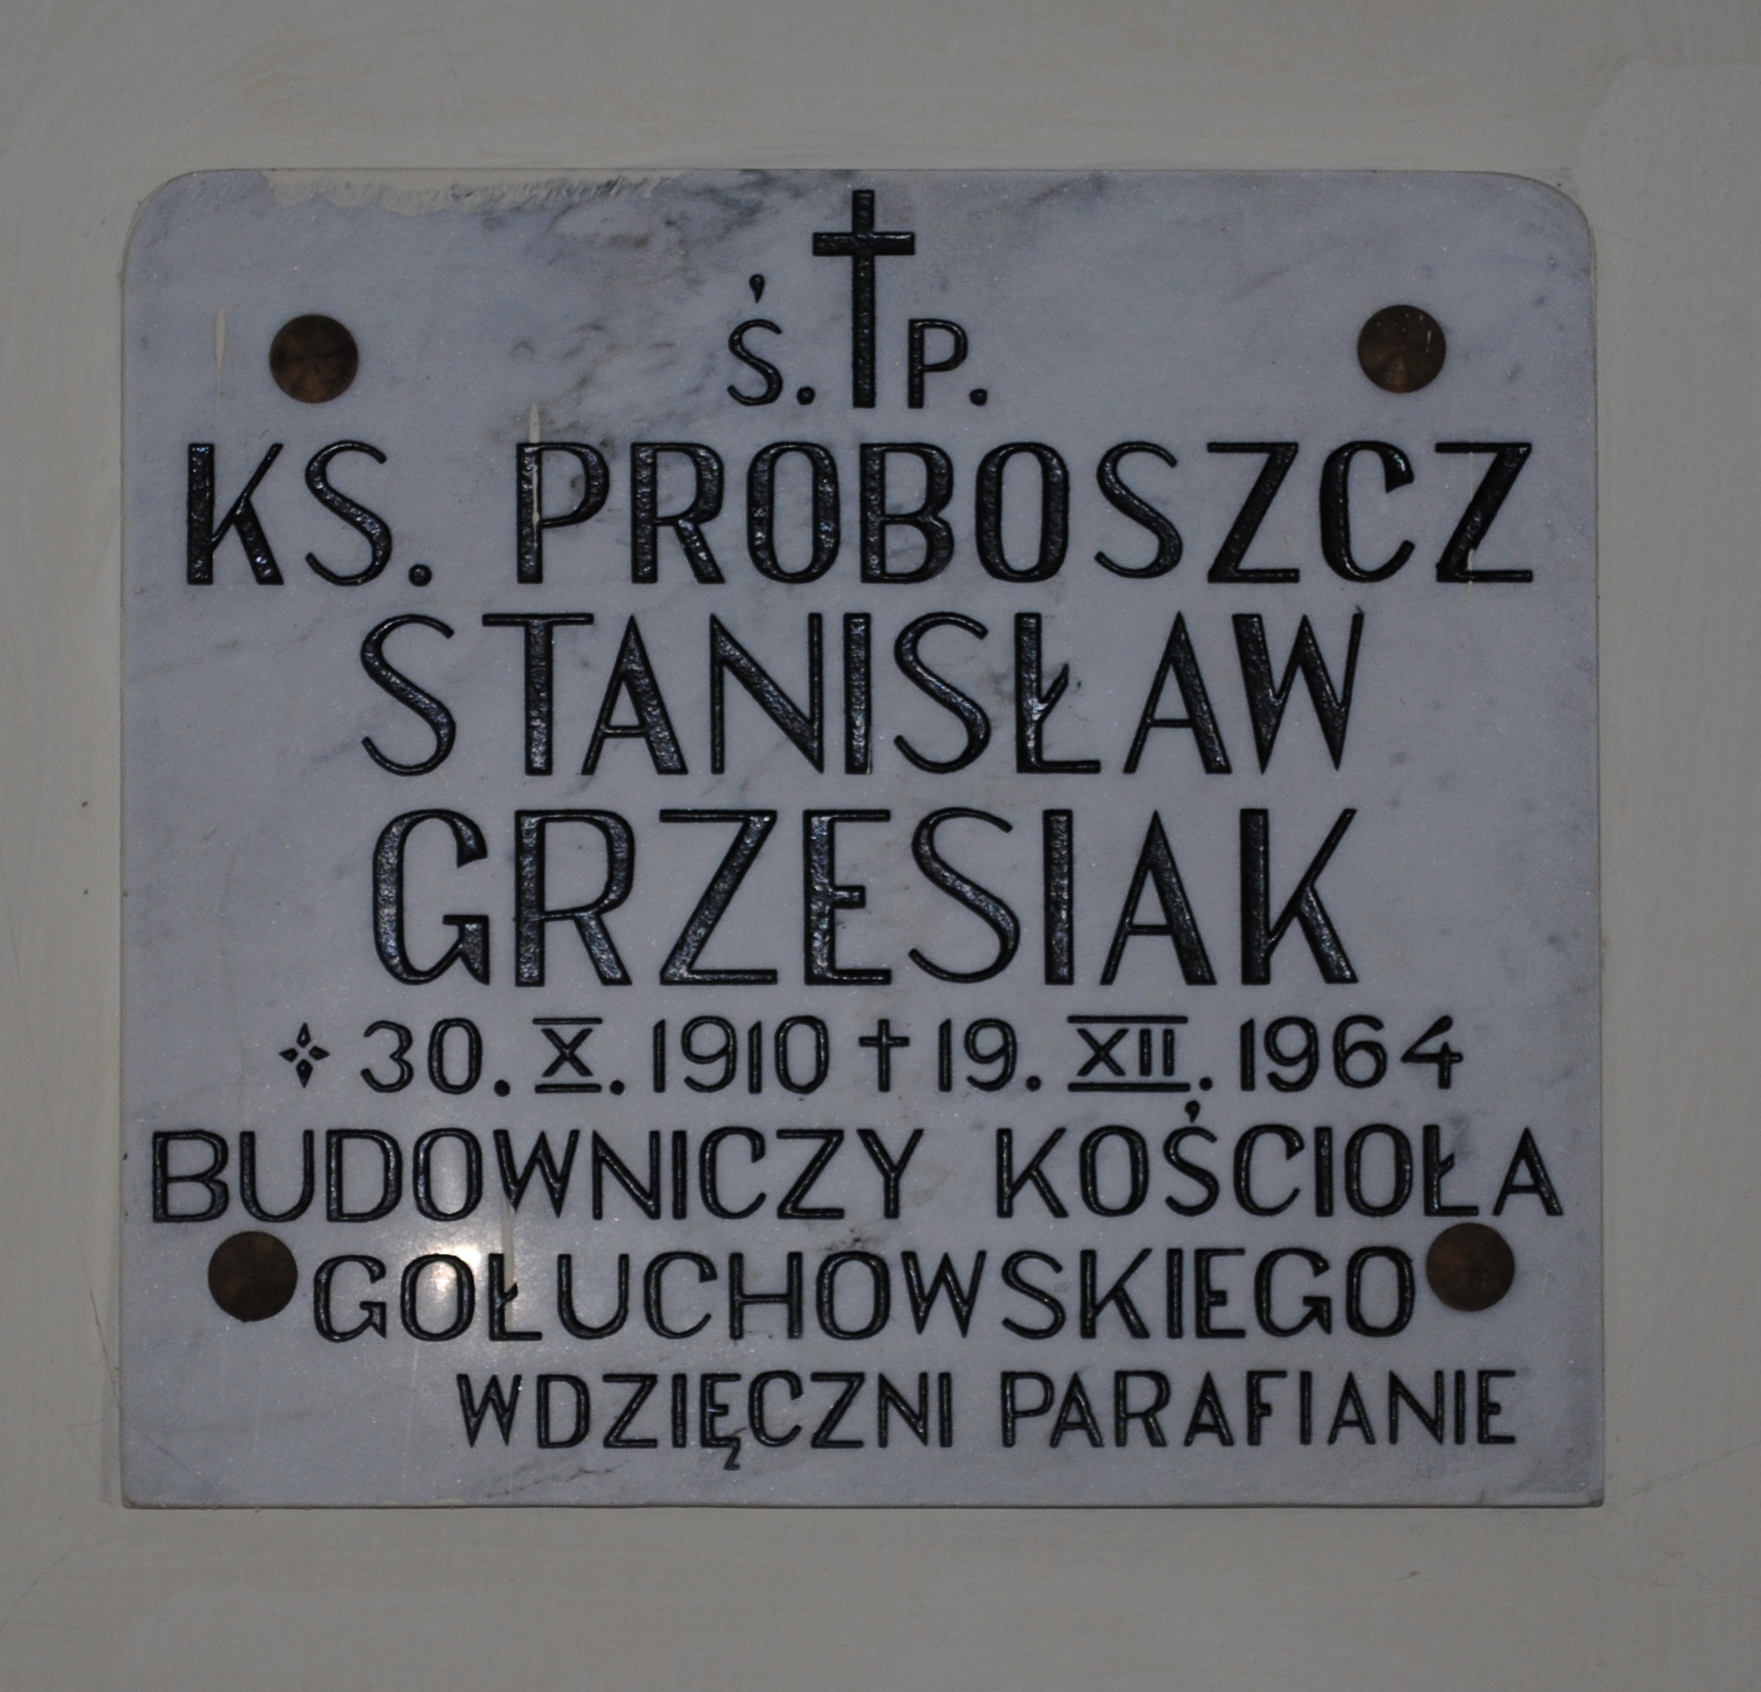 Ś. † P.
KS. PROBOSZCZ
STANISŁAW
GRZESIAK
30. X. 1910 † 19. XII. 1964
BUDOWNICZY KOŚCIOŁA
GOŁUCHOWSKIEGO
WDZIĘCZNI PARAFIANIE